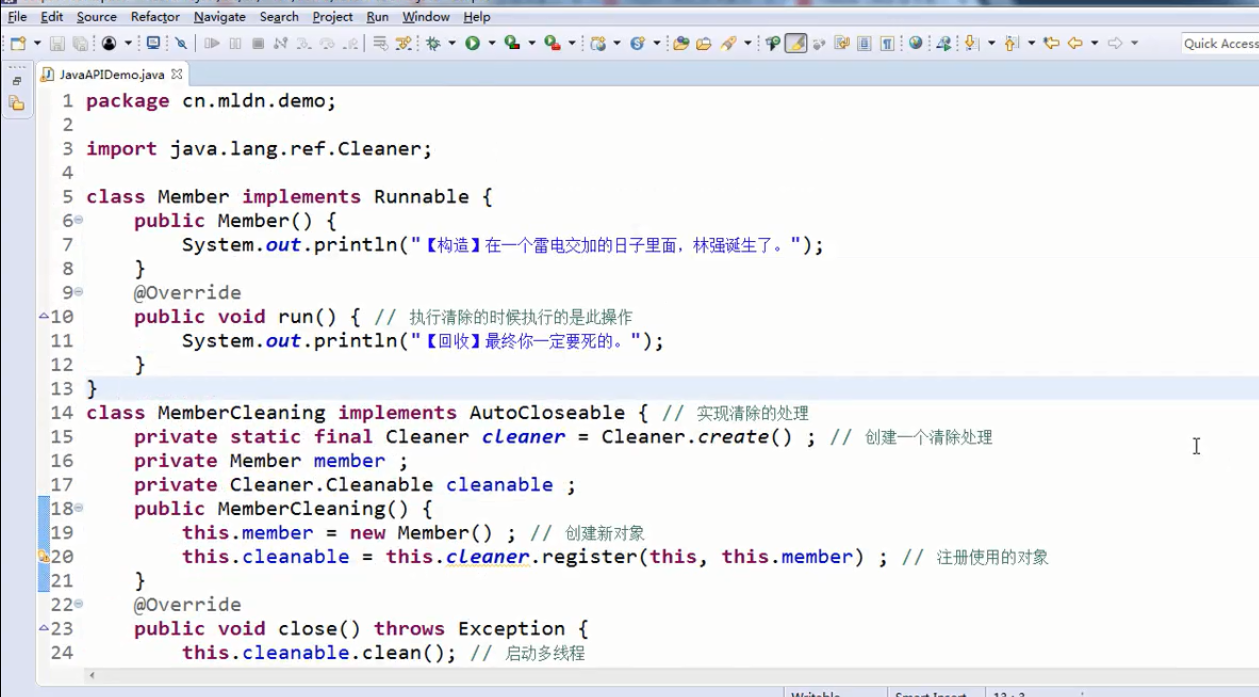 File Edit Source Refactor Navigate Search Project Run Window Help
Quick Access
JavaAPIDemo.java
1 package cn.mldn.demo;
2
3 import java.lang.ref.Cleaner;
4
5 class Member implements Runnable {
6 public Member() {
7 System.out.println("【构造】在一个雷电交加的日子里面，林强诞生了。");
8 }
9 @Override
10 public void run() { // 执行清除的时候执行的是此操作
11 System.out.println("【回收】最终你一定要死的。");
12 }
13 }
14 class MemberCleaning implements AutoCloseable { // 实现清除的处理
15 private static final Cleaner cleaner = Cleaner.create() ; // 创建一个清除处理
16 private Member member ;
17 private Cleaner.Cleanable cleanable ;
18 public MemberCleaning() {
19 this.member = new Member() ; // 创建新对象
20 this.cleanable = this.cleaner.register(this, this.member) ; // 注册使用的对象
21 }
22 @Override
23 public void close() throws Exception {
24 this.cleanable.clean(); // 启动多线程
Writable Smart Insert 13 : 2